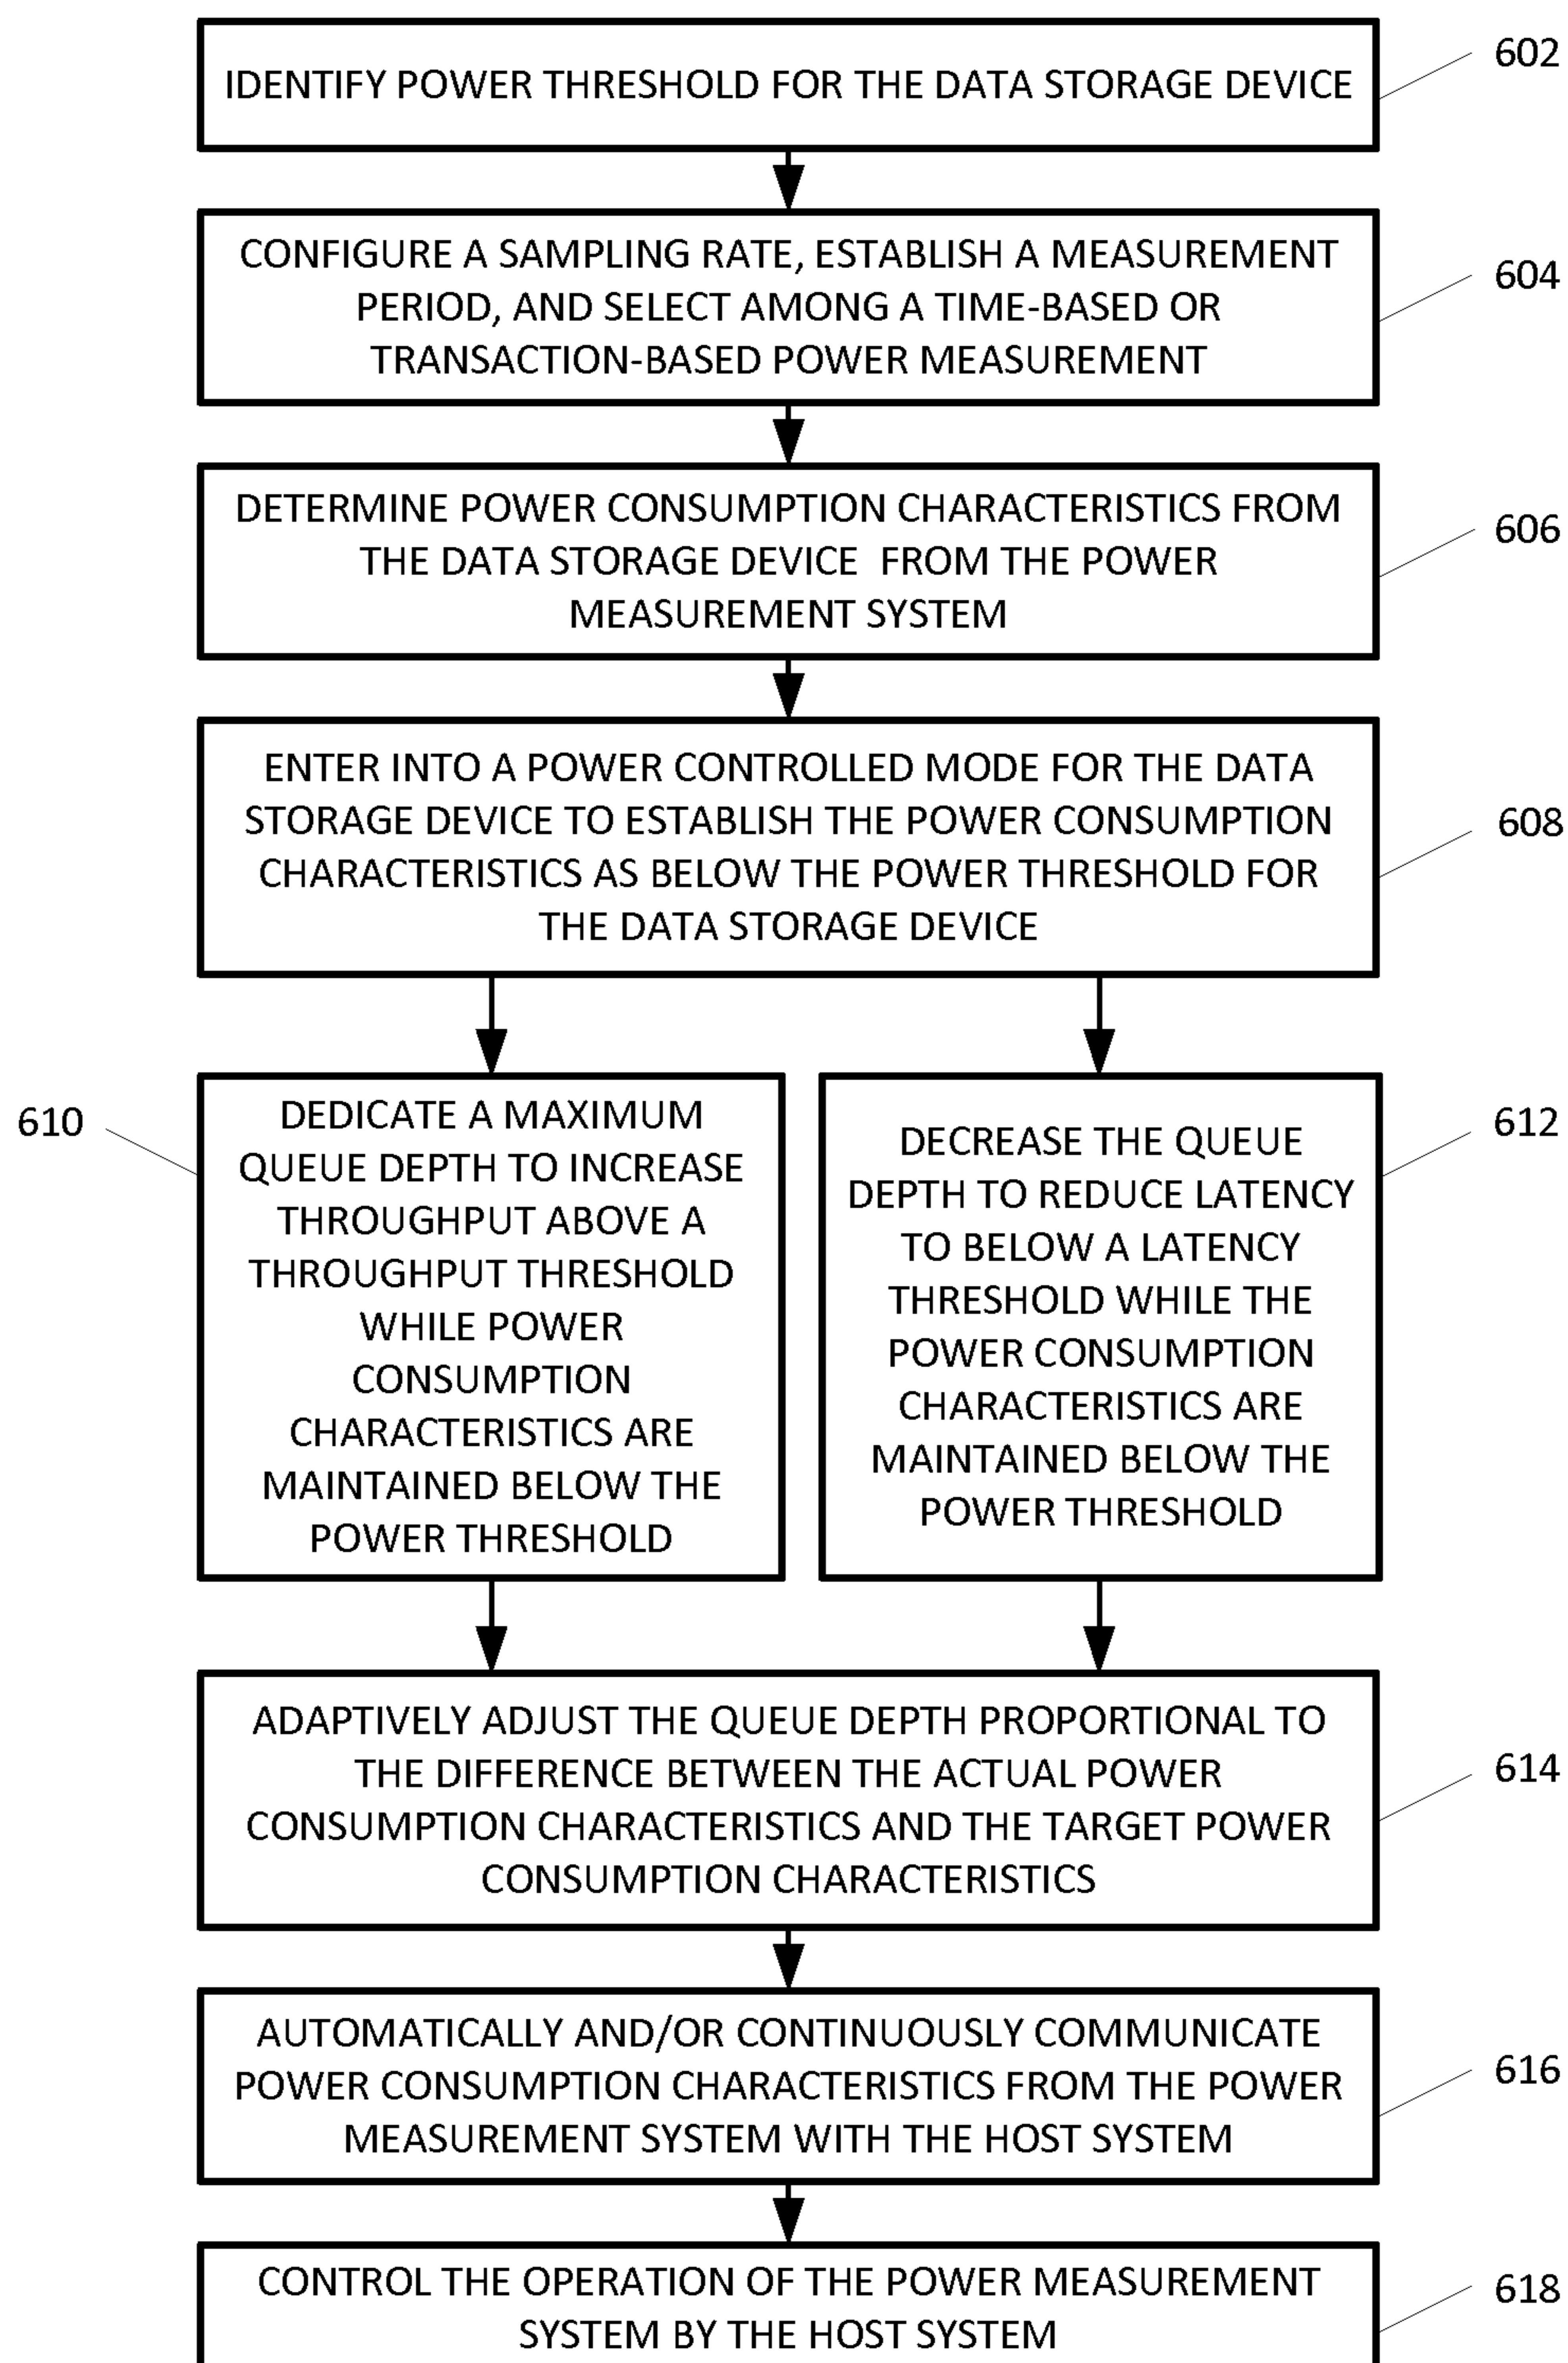 IDENTIFY POWER THRESHOLD FOR THE DATA STORAGE DEVICE
602
CONFIGURE A SAMPLING RATE, ESTABLISH A MEASUREMENT
PERIOD, AND SELECT AMONG A TIME-BASED OR
TRANSACTION-BASED POWER MEASUREMENT
604
DETERMINE POWER CONSUMPTION CHARACTERISTICS FROM
THE DATA STORAGE DEVICE FROM THE POWER
MEASUREMENT SYSTEM
606
ENTER INTO A POWER CONTROLLED MODE FOR THE DATA
STORAGE DEVICE TO ESTABLISH THE POWER CONSUMPTION
CHARACTERISTICS AS BELOW THE POWER THRESHOLD FOR
THE DATA STORAGE DEVICE
608
610
DEDICATE A MAXIMUM
QUEUE DEPTH TO INCREASE
THROUGHPUT ABOVE A
THROUGHPUT THRESHOLD
WHILE POWER
CONSUMPTION
CHARACTERISTICS ARE
MAINTAINED BELOW THE
POWER THRESHOLD
DECREASE THE QUEUE
DEPTH TO REDUCE LATENCY
TO BELOW A LATENCY
THRESHOLD WHILE THE
POWER CONSUMPTION
CHARACTERISTICS ARE
MAINTAINED BELOW THE
POWER THRESHOLD
612
ADAPTIVELY ADJUST THE QUEUE DEPTH PROPORTIONAL TO
THE DIFFERENCE BETWEEN THE ACTUAL POWER
CONSUMPTION CHARACTERISTICS AND THE TARGET POWER
CONSUMPTION CHARACTERISTICS
614
AUTOMATICALLY AND/OR CONTINUOUSLY COMMUNICATE
POWER CONSUMPTION CHARACTERISTICS FROM THE POWER
MEASUREMENT SYSTEM WITH THE HOST SYSTEM
616
CONTROL THE OPERATION OF THE POWER MEASUREMENT
SYSTEM BY THE HOST SYSTEM
618